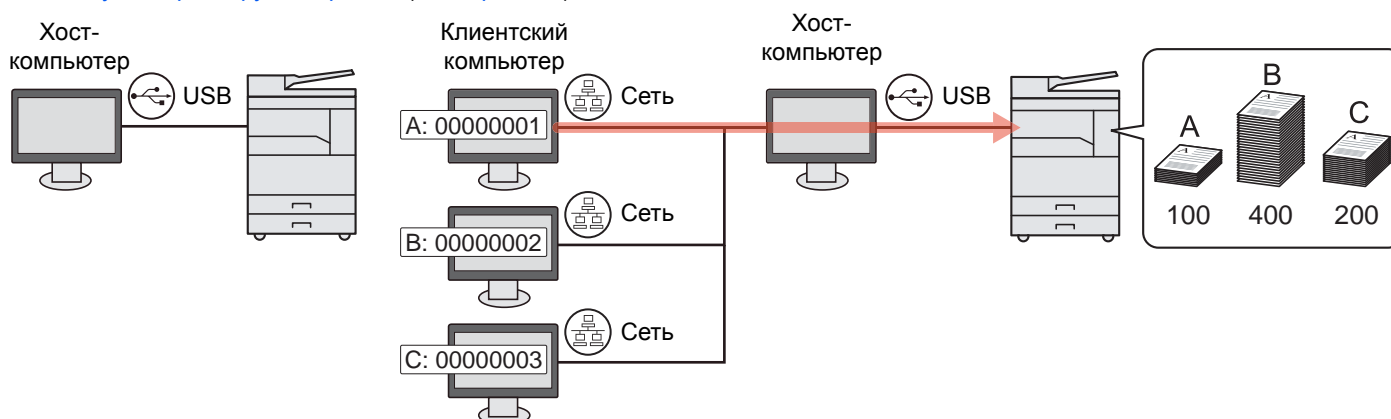 Хост-
компьютер
USB
Клиентский
компьютер
Сеть
A: 00000001
Сеть
B: 00000002
Сеть
C: 00000003
Хост-
компьютер
USB
A
B
C
100
400
200